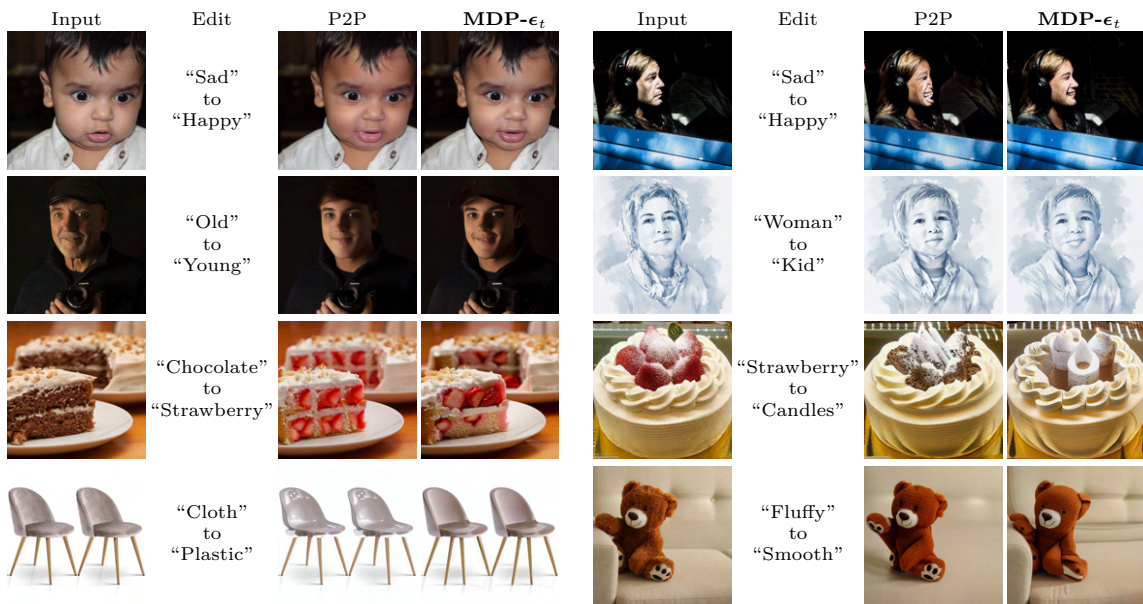 Input Edit P2P MDP-ϵₜ Input Edit P2P MDP-ϵₜ
“Sad”
to
“Happy”
“Sad”
to
“Happy”
“Old”
to
“Young”
“Woman”
to
“Kid”
“Chocolate”
to
“Strawberry”
“Strawberry”
to
“Candles”
“Cloth”
to
“Plastic”
“Fluffy”
to
“Smooth”